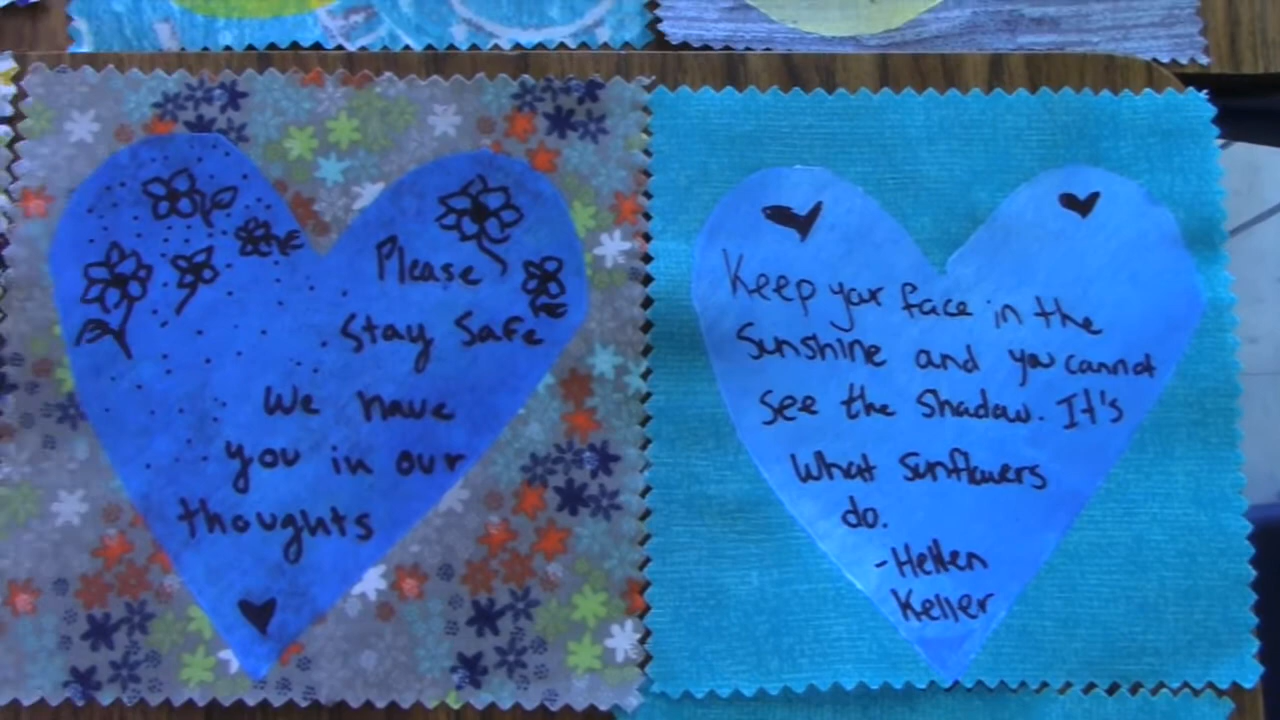 Please
Stay Safe
We have
you in our
thoughts
Keep your face in the
Sunshine and you cannot
see the shadow. It's
what sunflowers
do.
-Hellen
Keller